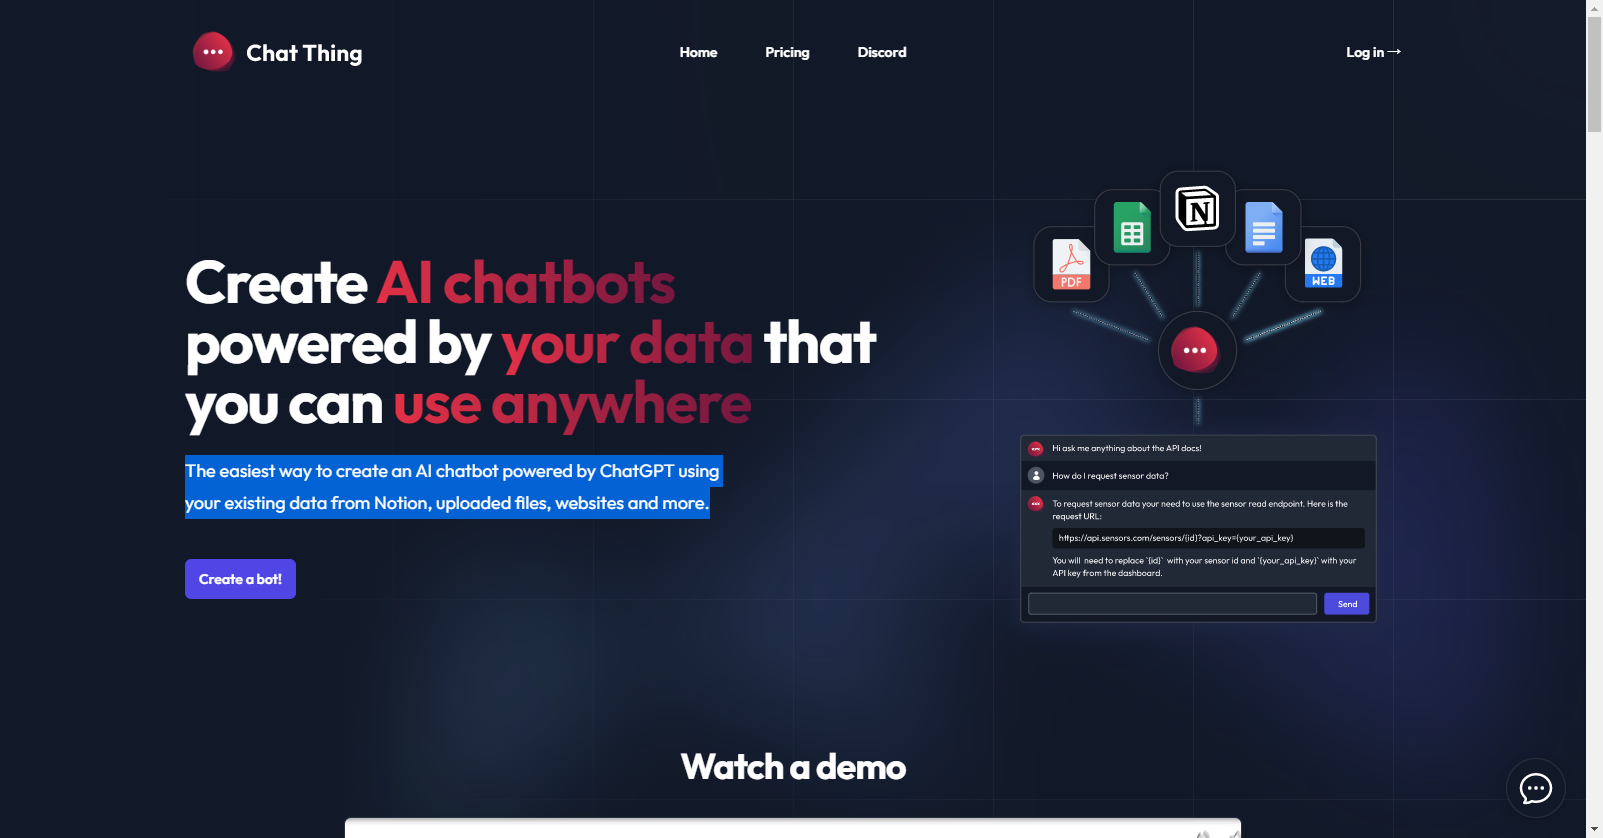 Chat Thing
Home
Pricing
Discord
Log in →
Create AI chatbots
powered by your data that
you can use anywhere
The easiest way to create an AI chatbot powered by ChatGPT using
your existing data from Notion, uploaded files, websites and more.
Create a bot!
PDF
N
WEB
Hi ask me anything about the API docs!
How do I request sensor data?
To request sensor data your need to use the sensor read endpoint. Here is the
request URL:
https://api.sensors.com/sensors/{id}?api_key={your_api_key}
You will need to replace `{id}` with your sensor id and `{your_api_key}` with your
API key from the dashboard.
Send
Watch a demo